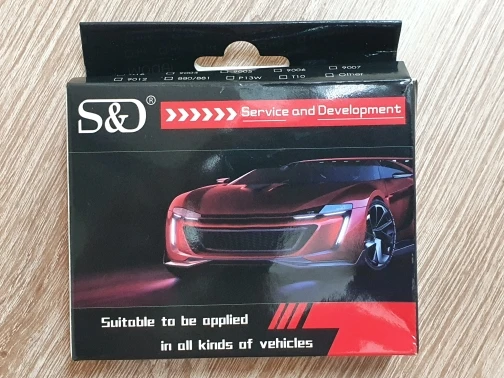 9005 9006 9007
9012 880/881 P13W T10 Other
S&D®
Service and Development
Suitable to be applied
in all kinds of vehicles